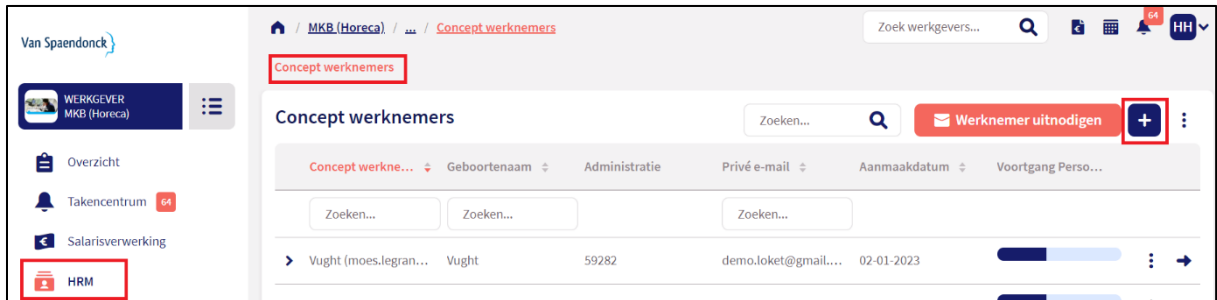 Van Spaendonck
/ MKB (Horeca) / ... / Concept werknemers
Zoek werkgevers...
64
HH
Concept werknemers
WERKGEVER
MKB (Horeca)
Overzicht
Takencentrum 64
Salarisverwerking
HRM
Concept werknemers
Zoeken...
Werknemer uitnodigen
+
Concept werkne... Geboortenaam Administratie Privé e-mail Aanmaakdatum Voortgang Perso...
Zoeken... Zoeken... Zoeken...
Vught (moes.legran... Vught 59282 demo.loket@gmail.... 02-01-2023